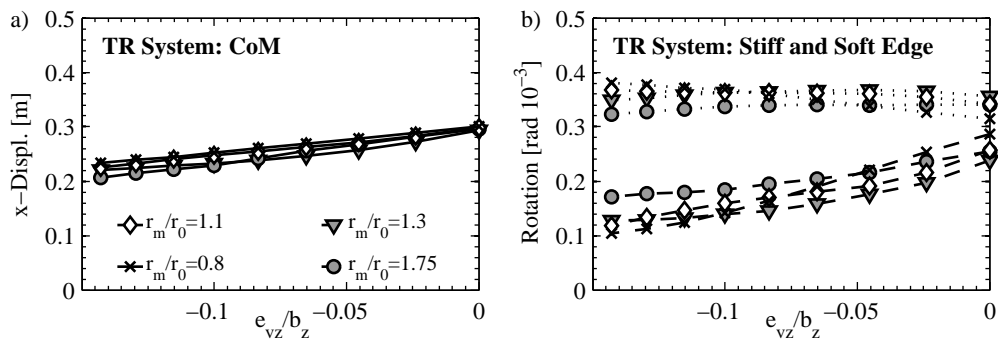 a)
TR System: CoM
x−Displ. [m]
0.5
0.4
0.3
0.2
0.1
0
r_m/r_0=1.1
r_m/r_0=1.3
r_m/r_0=0.8
r_m/r_0=1.75
−0.1
−0.05
0
e_vz/b_z
b)
TR System: Stiff and Soft Edge
Rotation [rad 10^−3]
0.5
0.4
0.3
0.2
0.1
0
−0.1
−0.05
0
e_vz/b_z